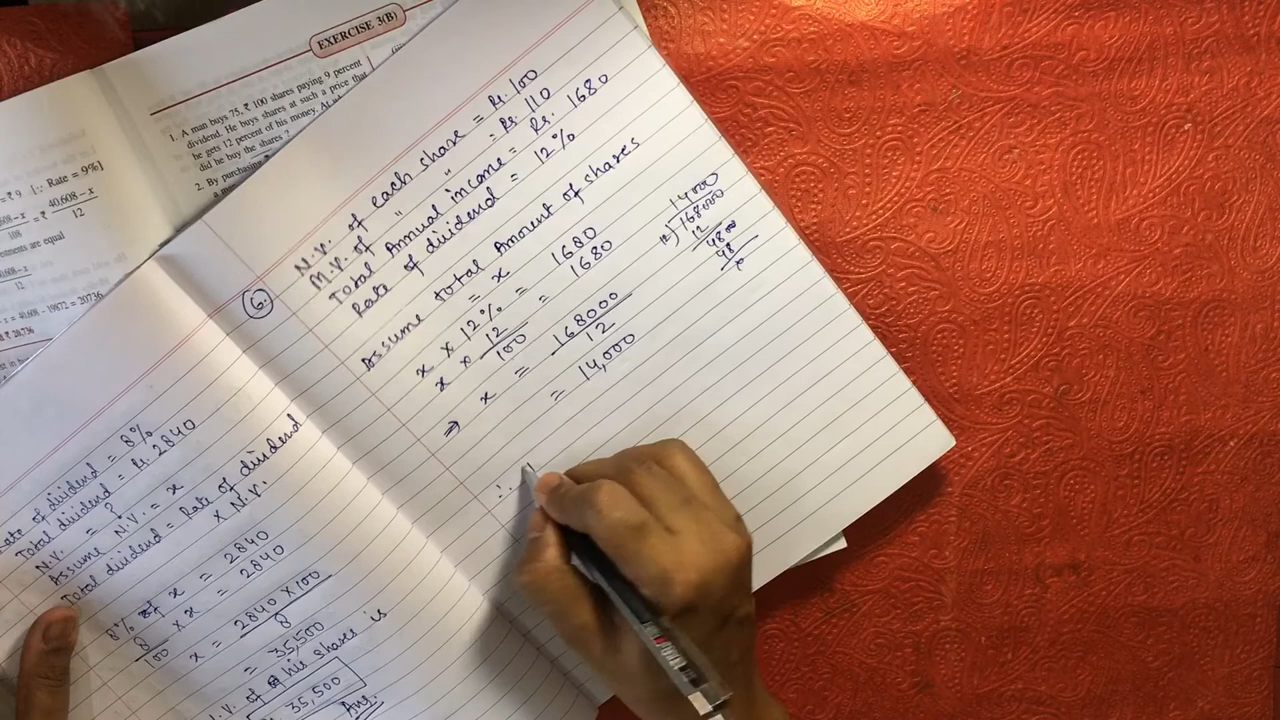 EXERCISE 3(B)
1. A man buys 75, ₹ 100 shares paying 9 percent
dividend. He buys shares at such a price that
he gets 12 percent of his money. At
did he buy the shares ?
2. By purchasing
= ₹ 9 [∵ Rate = 9%]
608 – x = ₹ 40,608 – x
108 12
are equal
12
= 40,608 – 19872 = 20736
₹ 20,736
6.
N.V. of each share = Rs. 100
M.V. of " " = Rs. 110
Total Annual income = Rs. 1680
Rate of dividend = 12%
Assume total Amount of shares
= x
x × 12% = 1680
x × 12/100 = 1680
⇒ x = 168000/12
= 14,000
∴
14000
12)168000
12
4800
48
x
Rate of dividend = 8%
Total dividend = Rs. 2840
N.V. = ?
Assume N.V. = x
Total dividend = Rate of dividend
× N.V.
8% of x = 2840
8/100 × x = 2840
x = 2840 × 100/8
= 35,500
N.V. of his shares is
35,500
Ans.